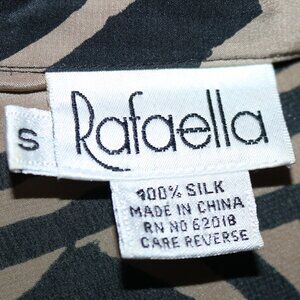 S
Rafaella
100% SILK
MADE IN CHINA
RN NO 62018
CARE REVERSE